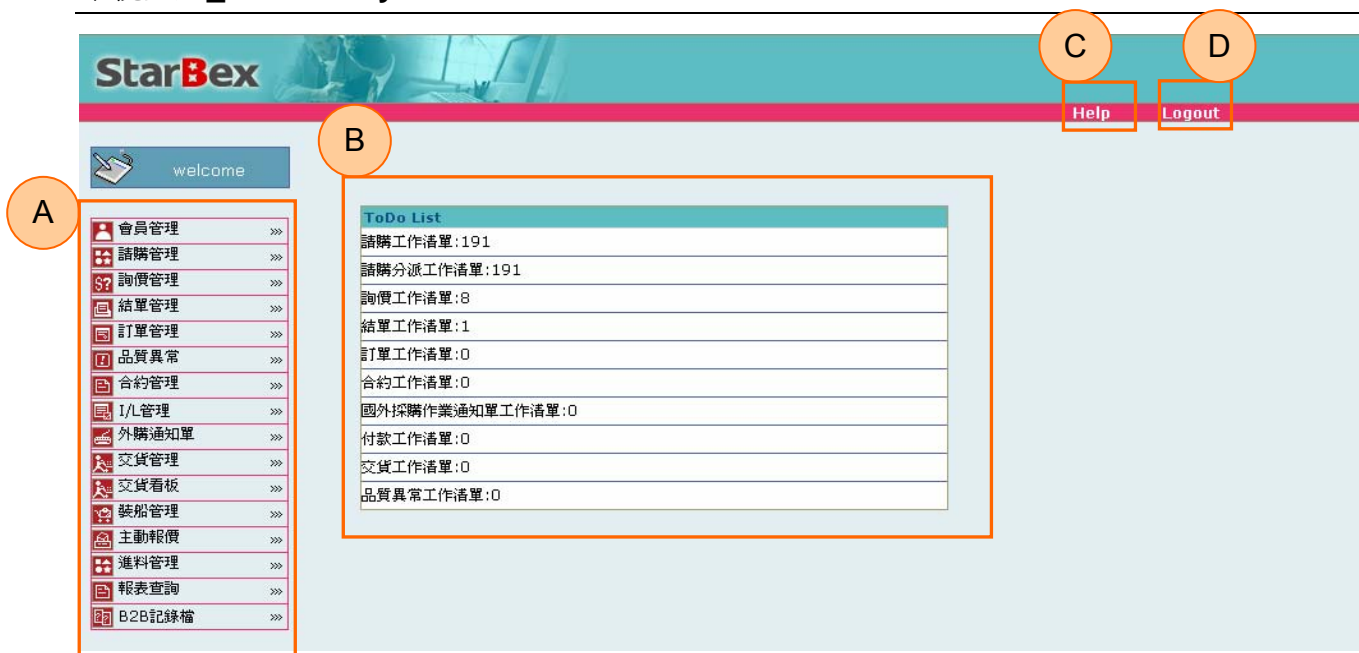 C
D
StarBex
Help
Logout
B
welcome
A
會員管理
請購管理
詢價管理
結單管理
訂單管理
品質異常
合約管理
I/L管理
外購通知單
交貨管理
交貨看板
裝船管理
主動報價
進料管理
報表查詢
B2B記錄檔
ToDo List
請購工作清單:191
請購分派工作清單:191
詢價工作清單:8
結單工作清單:1
訂單工作清單:0
合約工作清單:0
國外採購作業通知單工作清單:0
付款工作清單:0
交貨工作清單:0
品質異常工作清單:0